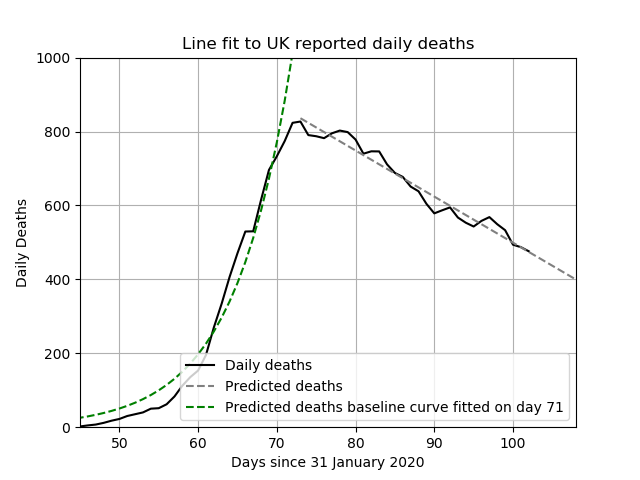 Line fit to UK reported daily deaths
1000
800
600
400
200
0
Daily Deaths
Daily deaths
Predicted deaths
Predicted deaths baseline curve fitted on day 71
50 60 70 80 90 100
Days since 31 January 2020